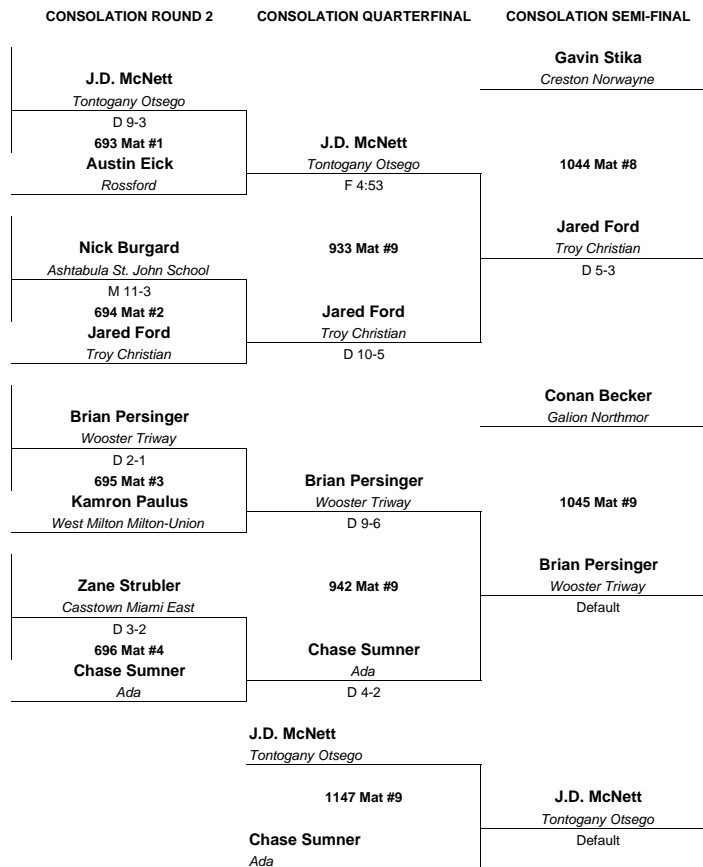 CONSOLATION ROUND 2
CONSOLATION QUARTERFINAL
CONSOLATION SEMI-FINAL
Gavin Stika
Creston Norwayne
J.D. McNett
Tontogany Otsego
D 9-3
693 Mat #1
Austin Eick
Rossford
J.D. McNett
Tontogany Otsego
F 4:53
1044 Mat #8
Nick Burgard
Ashtabula St. John School
M 11-3
694 Mat #2
Jared Ford
Troy Christian
933 Mat #9
Jared Ford
Troy Christian
D 10-5
Jared Ford
Troy Christian
D 5-3
Conan Becker
Galion Northmor
Brian Persinger
Wooster Triway
D 2-1
695 Mat #3
Kamron Paulus
West Milton Milton-Union
Brian Persinger
Wooster Triway
D 9-6
1045 Mat #9
Zane Strubler
Casstown Miami East
D 3-2
696 Mat #4
Chase Sumner
Ada
942 Mat #9
Chase Sumner
Ada
D 4-2
Brian Persinger
Wooster Triway
Default
J.D. McNett
Tontogany Otsego
1147 Mat #9
Chase Sumner
Ada
J.D. McNett
Tontogany Otsego
Default